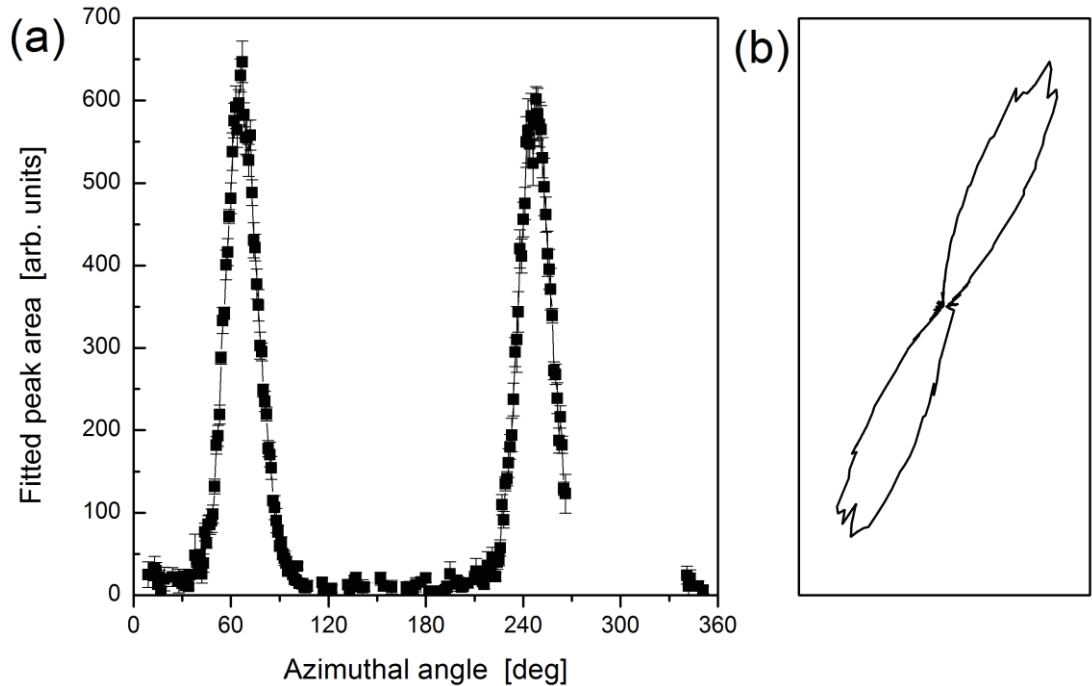 (a)
700
600
500
400
300
200
100
0
Fitted peak area [arb. units]
0 60 120 180 240 300 360
Azimuthal angle [deg]
(b)